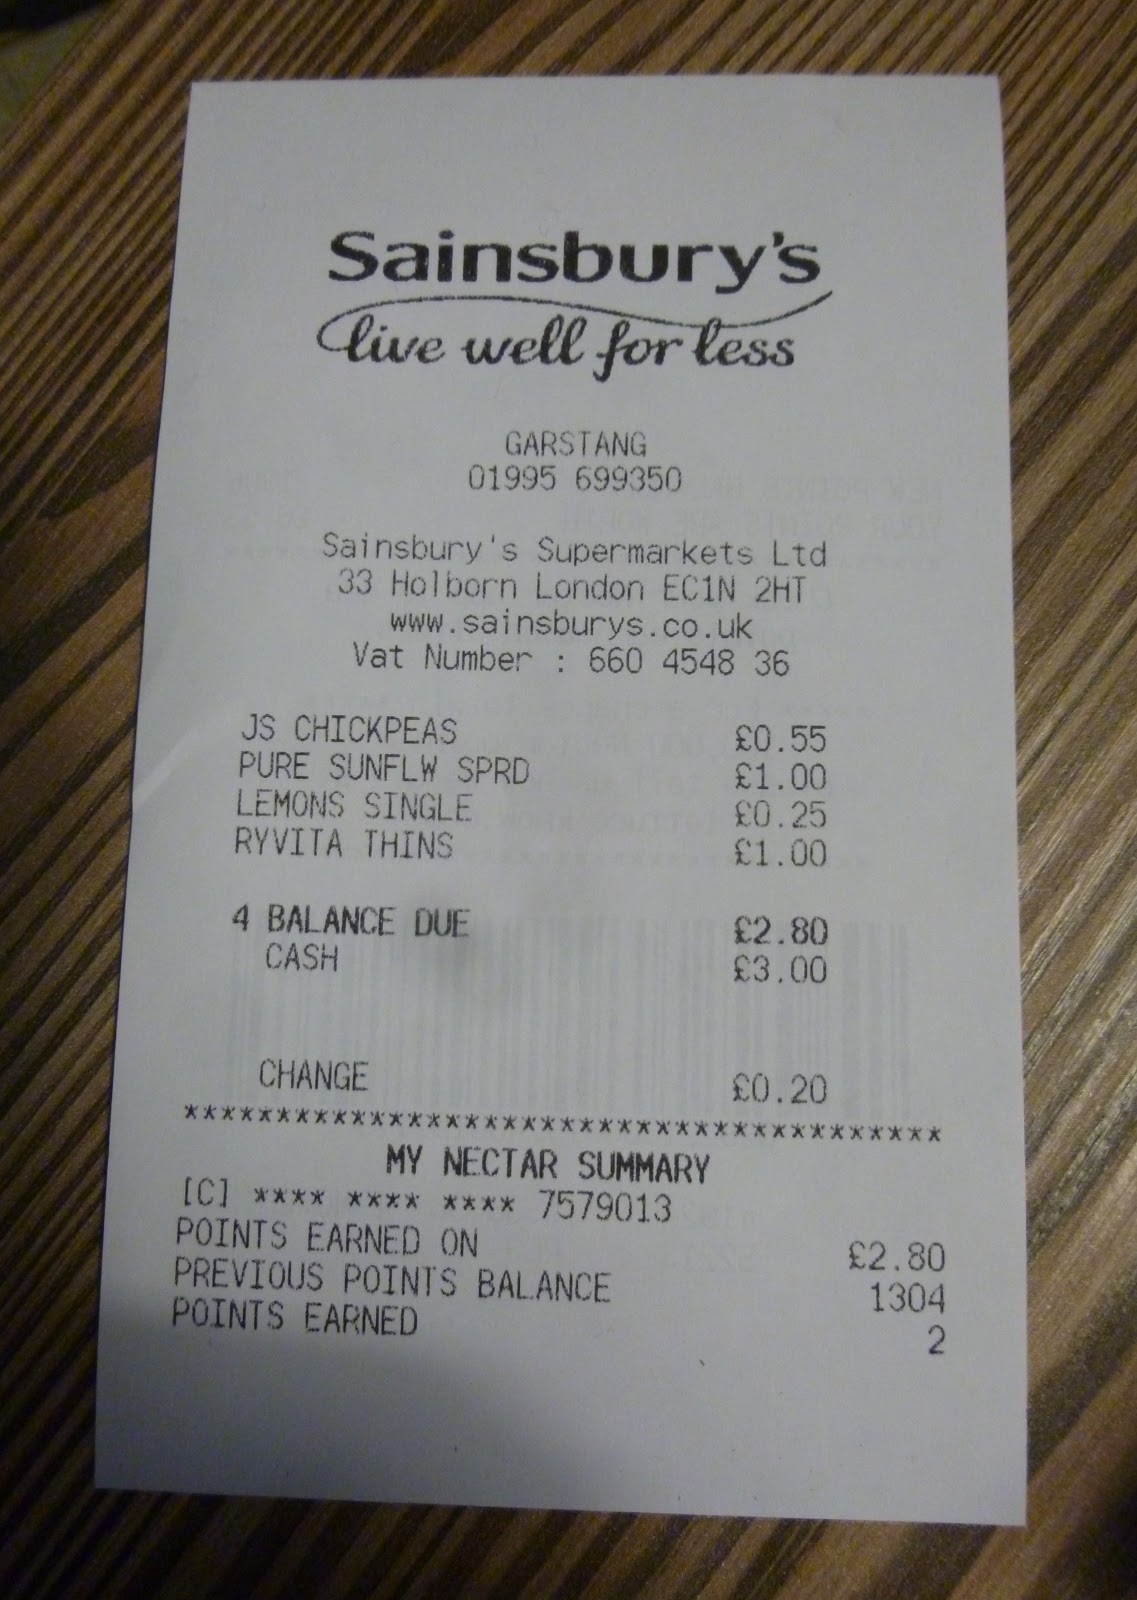 Sainsbury's
live well for less
GARSTANG
01995 699350
Sainsbury's Supermarkets Ltd
33 Holborn London EC1N 2HT
www.sainsburys.co.uk
Vat Number : 660 4548 36
JS CHICKPEAS £0.55
PURE SUNFLW SPRD £1.00
LEMONS SINGLE £0.25
RYVITA THINS £1.00
4 BALANCE DUE £2.80
CASH £3.00
CHANGE £0.20
*****************************************
MY NECTAR SUMMARY
[C] **** **** **** 7579013
POINTS EARNED ON £2.80
PREVIOUS POINTS BALANCE 1304
POINTS EARNED 2